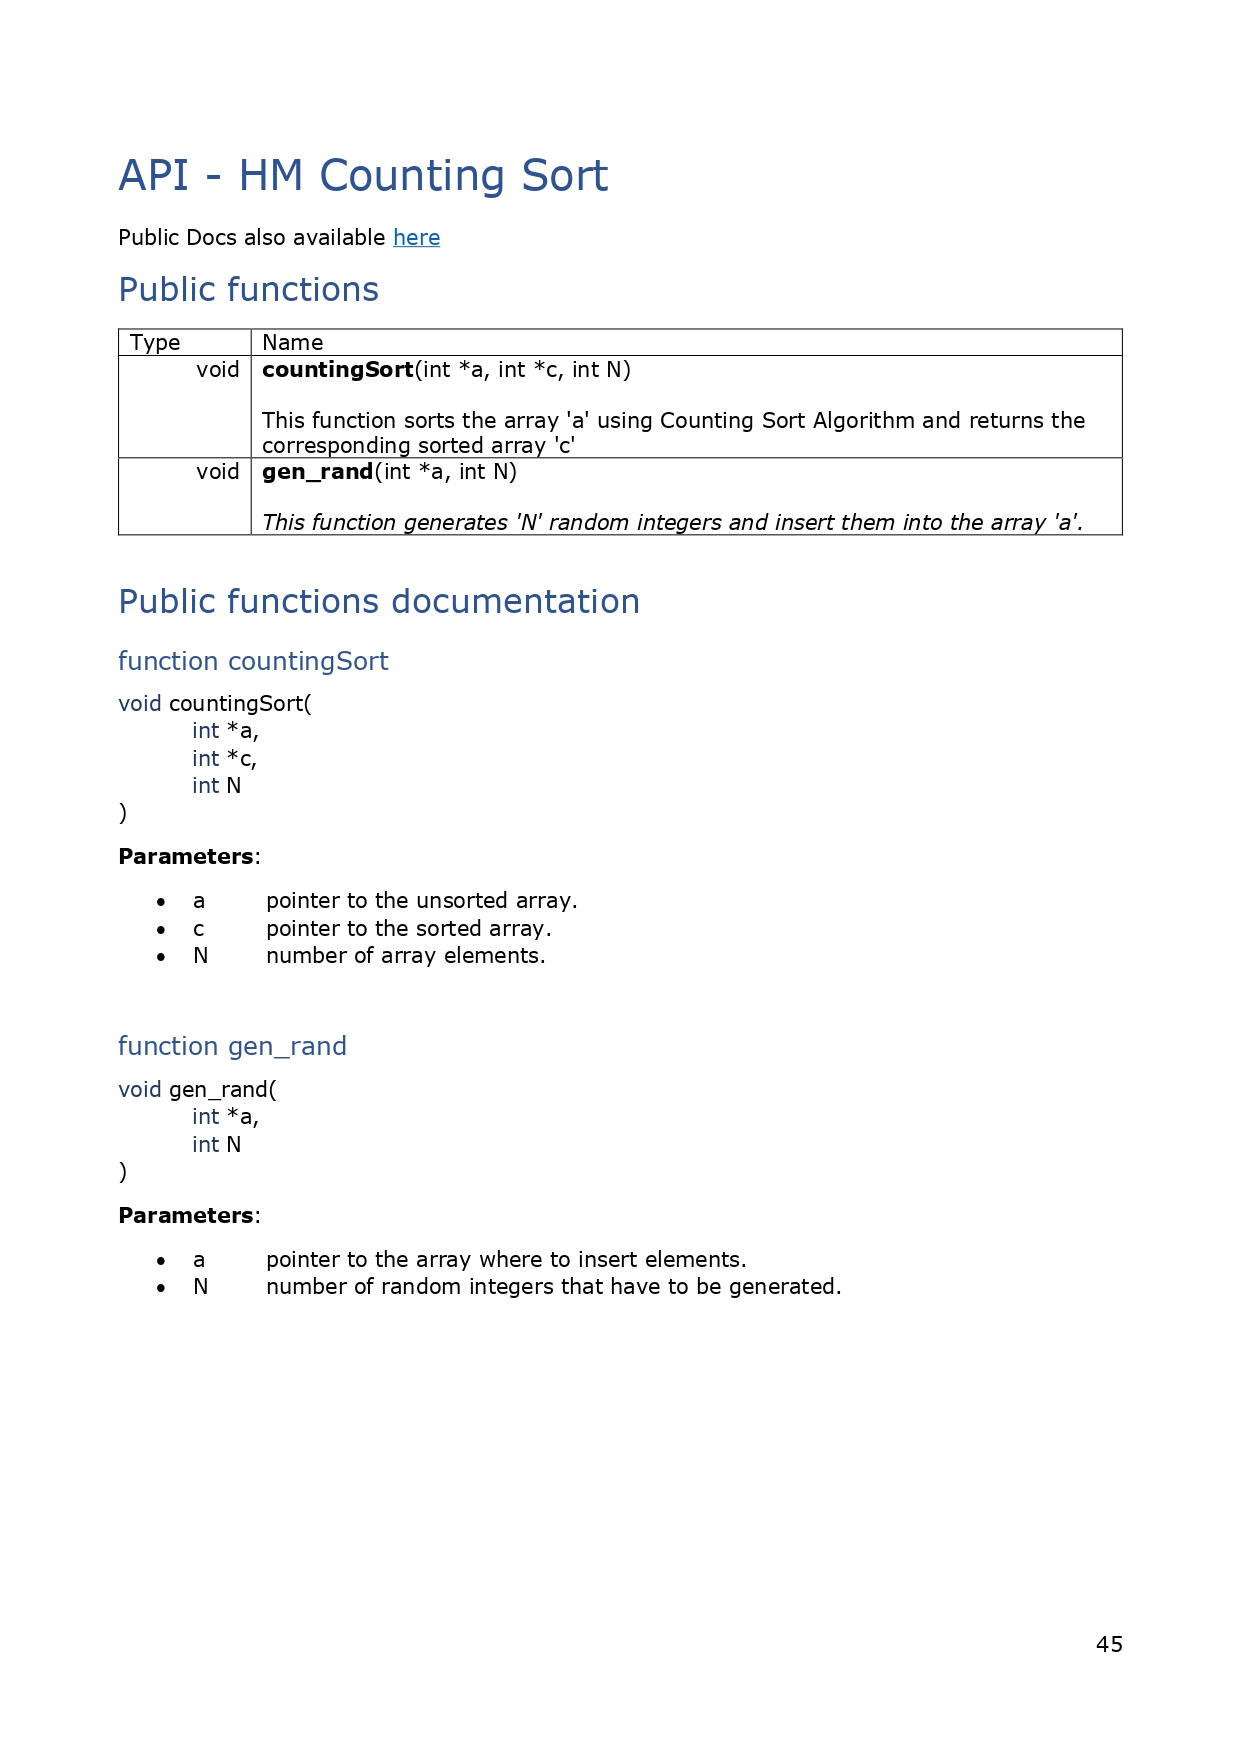 API - HM Counting Sort
Public Docs also available here
Public functions
Type Name
void countingSort(int *a, int *c, int N)
This function sorts the array 'a' using Counting Sort Algorithm and returns the
corresponding sorted array 'c'
void gen_rand(int *a, int N)
This function generates 'N' random integers and insert them into the array 'a'.
Public functions documentation
function countingSort
void countingSort(
int *a,
int *c,
int N
)
Parameters:
• a pointer to the unsorted array.
• c pointer to the sorted array.
• N number of array elements.
function gen_rand
void gen_rand(
int *a,
int N
)
Parameters:
• a pointer to the array where to insert elements.
• N number of random integers that have to be generated.
45